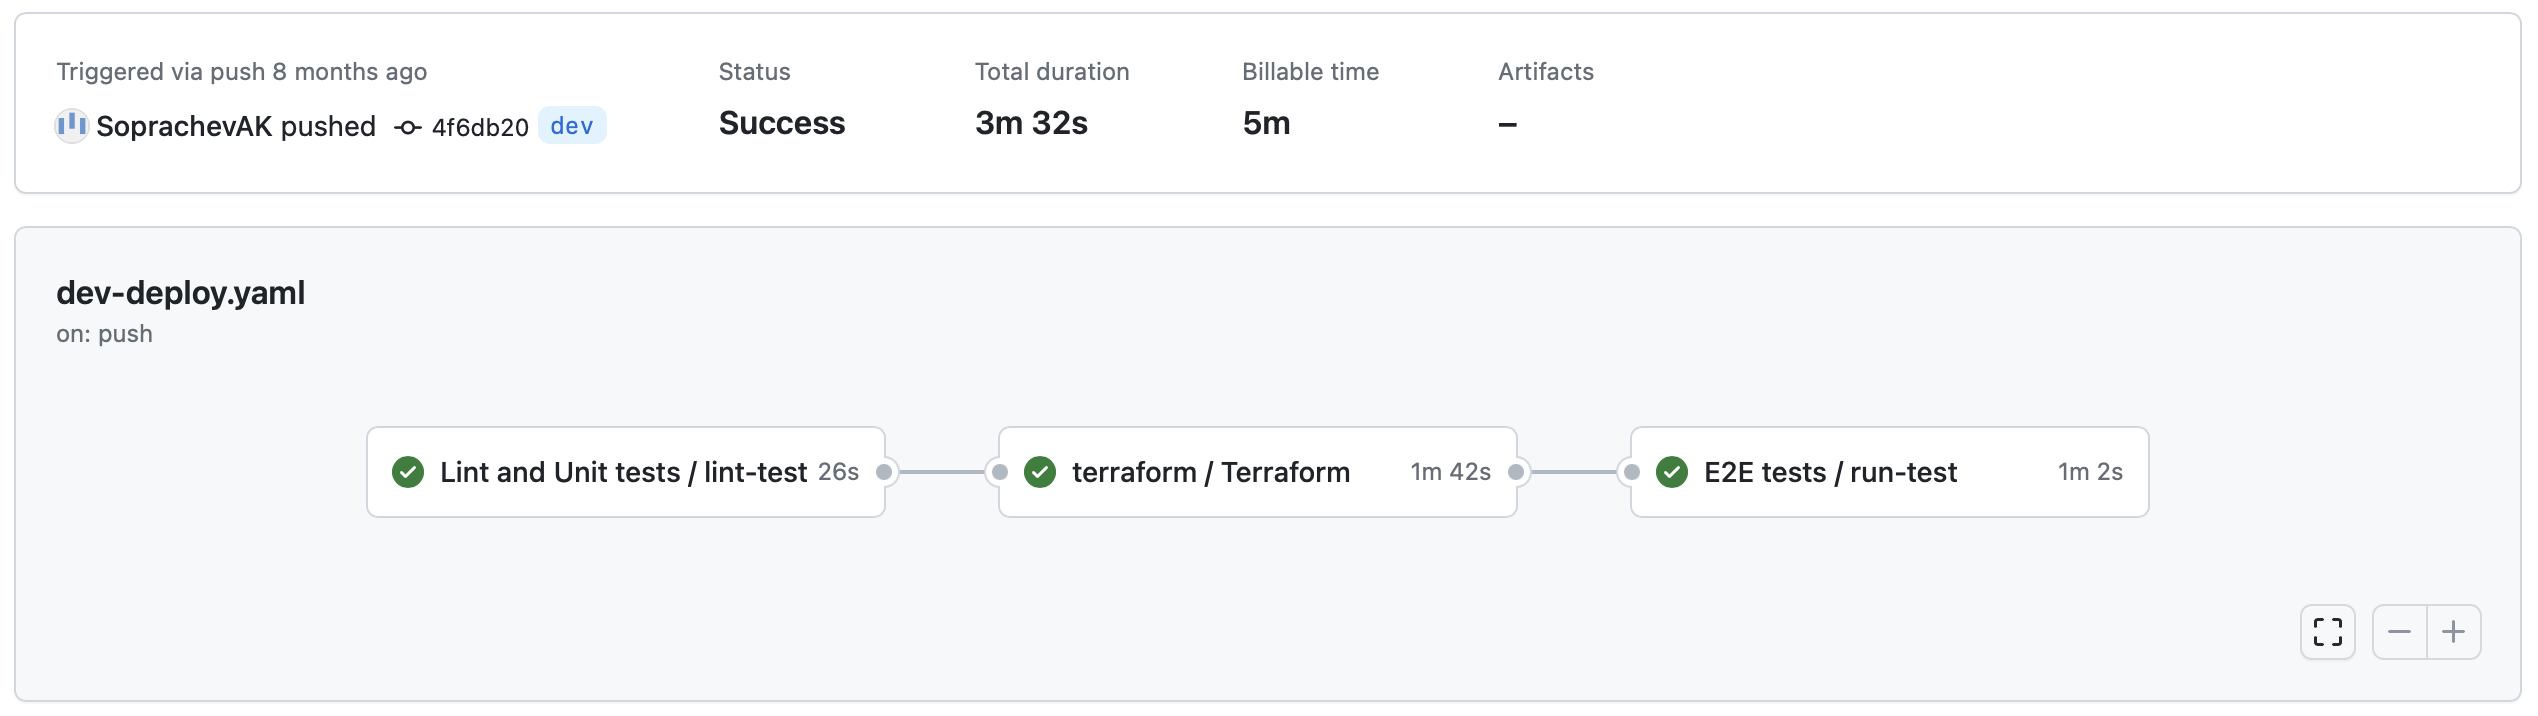 Triggered via push 8 months ago
SoprachevAK pushed 4f6db20 dev
Status
Success
Total duration
3m 32s
Billable time
5m
Artifacts
–
dev-deploy.yaml
on: push
Lint and Unit tests / lint-test 26s
terraform / Terraform 1m 42s
E2E tests / run-test 1m 2s